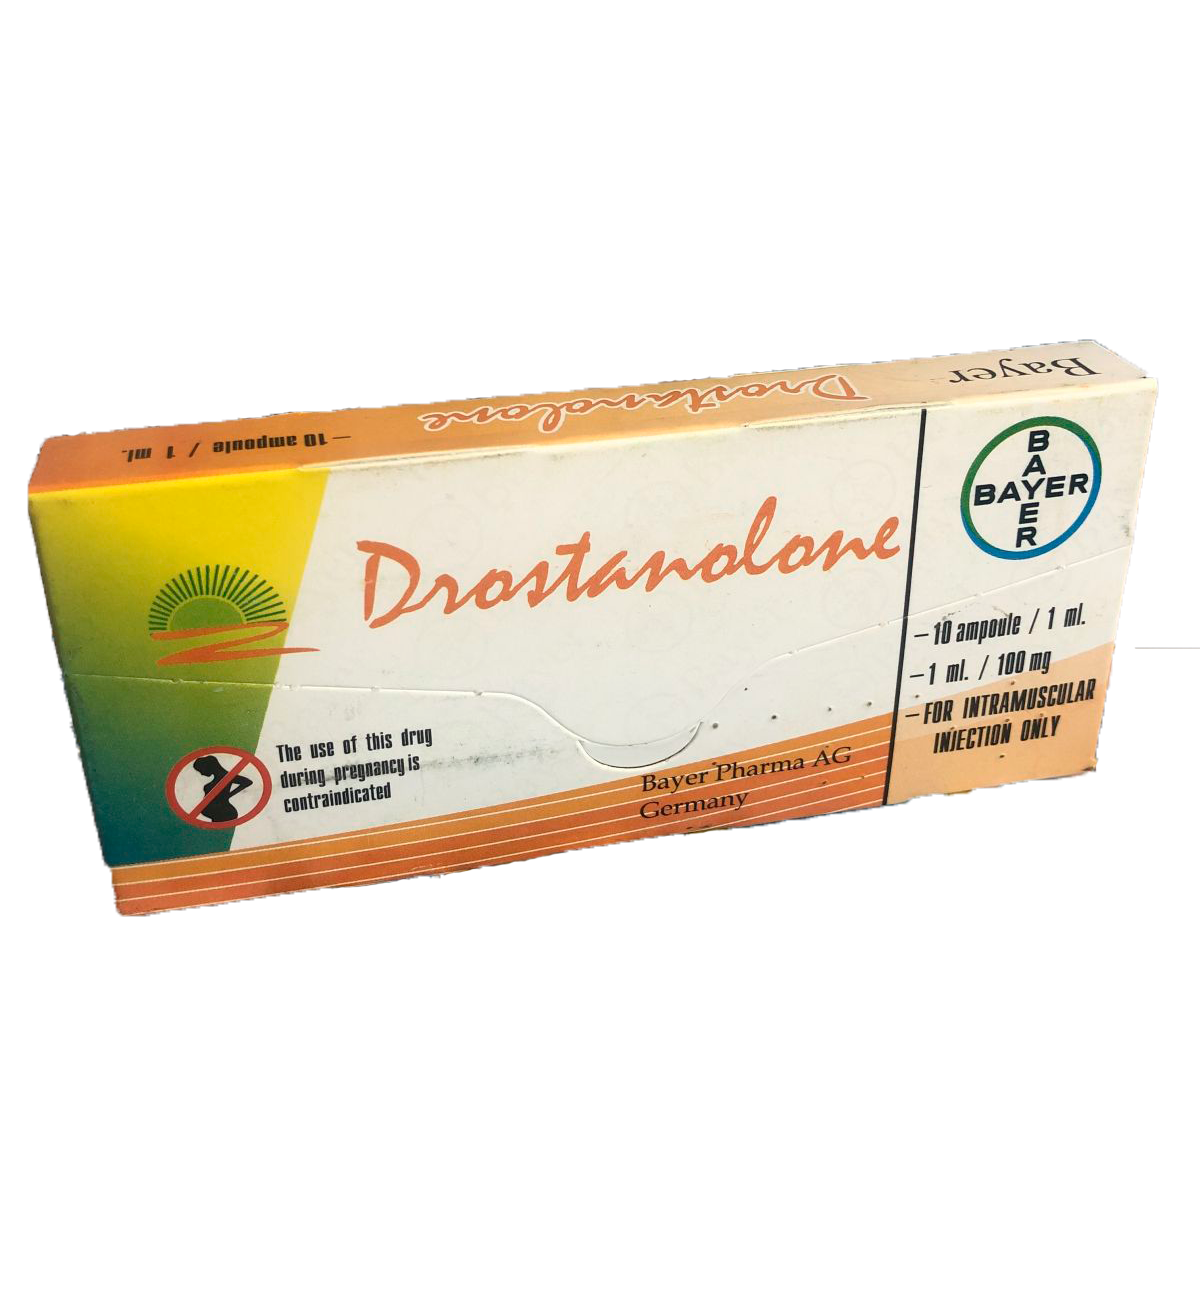 – 10 ampoule / 1 ml.
Drostanolone
Bayer
Drostanolone
BAYER
BAYER
– 10 ampoule / 1 ml.
– 1 ml. / 100 mg
– FOR INTRAMUSCULAR
INJECTION ONLY
The use of this drug
during pregnancy is
contraindicated
Bayer Pharma AG
Germany